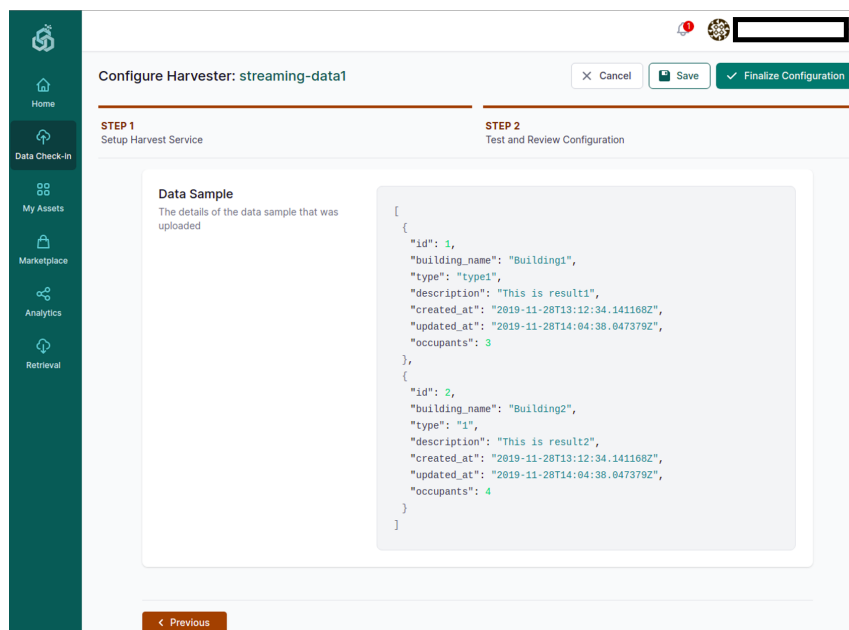 1
Configure Harvester: streaming-data1
Cancel
Save
Finalize Configuration
Home
Data Check-In
My Assets
Marketplace
Analytics
Retrieval
STEP 1
Setup Harvest Service
STEP 2
Test and Review Configuration
Data Sample
The details of the data sample that was
uploaded
[
{
"id": 1,
"building_name": "Building1",
"type": "type1",
"description": "This is result1",
"created_at": "2019-11-28T13:12:34.141168Z",
"updated_at": "2019-11-28T14:04:38.047379Z",
"occupants": 3
},
{
"id": 2,
"building_name": "Building2",
"type": "1",
"description": "This is result2",
"created_at": "2019-11-28T13:12:34.141168Z",
"updated_at": "2019-11-28T14:04:38.047379Z",
"occupants": 4
}
]
Previous